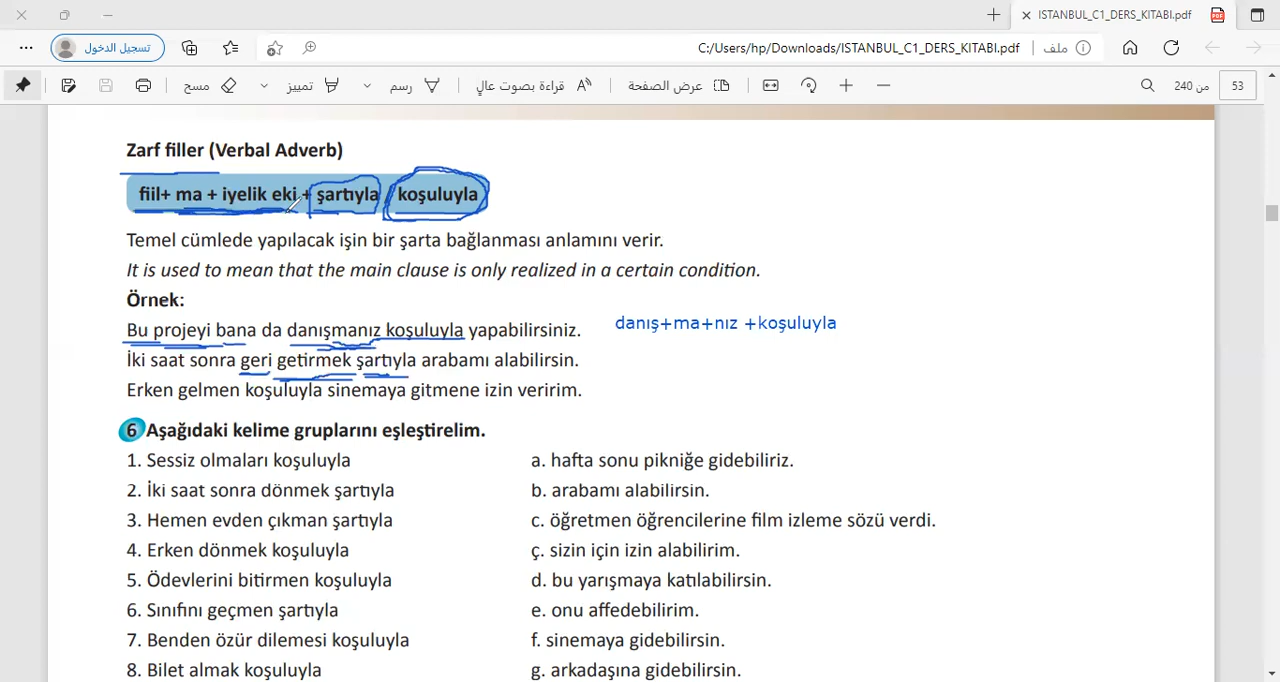 ISTANBUL_C1_DERS_KITABI.pdf
تسجيل الدخول
C:/Users/hp/Downloads/ISTANBUL_C1_DERS_KITABI.pdf
ملف
مسح
تمييز
رسم
قراءة بصوت عالٍ
عرض الصفحة
من 240
53
Zarf filler (Verbal Adverb)
fiil+ ma + iyelik eki + şartıyla / koşuluyla
Temel cümlede yapılacak işin bir şarta bağlanması anlamını verir.
It is used to mean that the main clause is only realized in a certain condition.
Örnek:
Bu projeyi bana da danışmanız koşuluyla yapabilirsiniz.
danış+ma+nız +koşuluyla
İki saat sonra geri getirmek şartıyla arabamı alabilirsin.
Erken gelmen koşuluyla sinemaya gitmene izin veririm.
6 Aşağıdaki kelime gruplarını eşleştirelim.
1. Sessiz olmaları koşuluyla
a. hafta sonu pikniğe gidebiliriz.
2. İki saat sonra dönmek şartıyla
b. arabamı alabilirsin.
3. Hemen evden çıkman şartıyla
c. öğretmen öğrencilerine film izleme sözü verdi.
4. Erken dönmek koşuluyla
ç. sizin için izin alabilirim.
5. Ödevlerini bitirmen koşuluyla
d. bu yarışmaya katılabilirsin.
6. Sınıfını geçmen şartıyla
e. onu affedebilirim.
7. Benden özür dilemesi koşuluyla
f. sinemaya gidebilirsin.
8. Bilet almak koşuluyla
g. arkadaşına gidebilirsin.